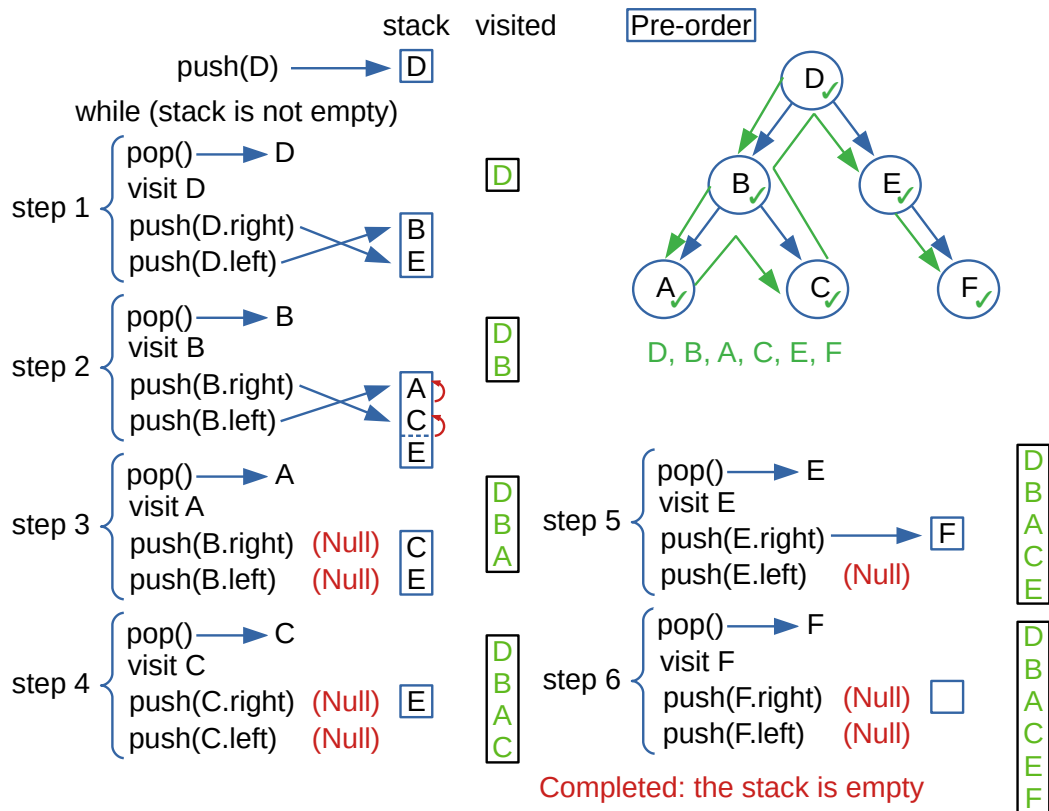 stack visited Pre-order
push(D) D
while (stack is not empty)
step 1
pop() D
visit D
push(D.right)
push(D.left)
B
E
D
step 2
pop() B
visit B
push(B.right)
push(B.left)
A
C
E
D
B
step 3
pop() A
visit A
push(B.right) (Null)
push(B.left) (Null)
C
E
D
B
A
step 4
pop() C
visit C
push(C.right) (Null)
push(C.left) (Null)
E
D
B
A
C
D
B E
A C F
D, B, A, C, E, F
step 5
pop() E
visit E
push(E.right) F
push(E.left) (Null)
D
B
A
C
E
step 6
pop() F
visit F
push(F.right) (Null)
push(F.left) (Null)
D
B
A
C
E
F
Completed: the stack is empty